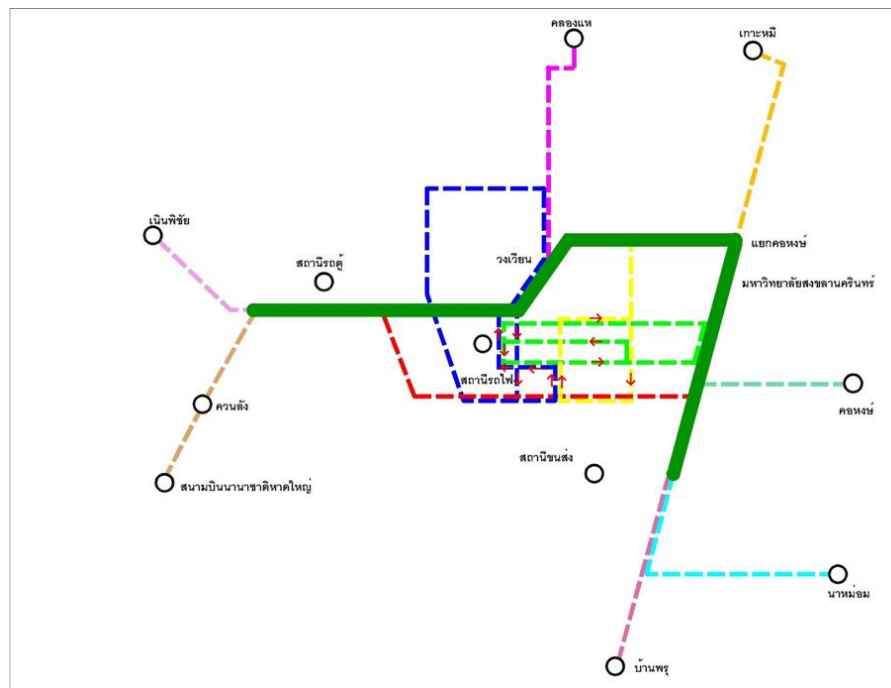 คลองแห
เกาะหมี
เนินพิชัย
สถานีรถตู้
วงเวียน
แยกคอหงษ์
มหาวิทยาลัยสงขลานครินทร์
สถานีรถไฟ
คอหงษ์
ควนลัง
สถานีขนส่ง
สนามบินนานาชาติหาดใหญ่
นาหม่อม
บ้านพรุ